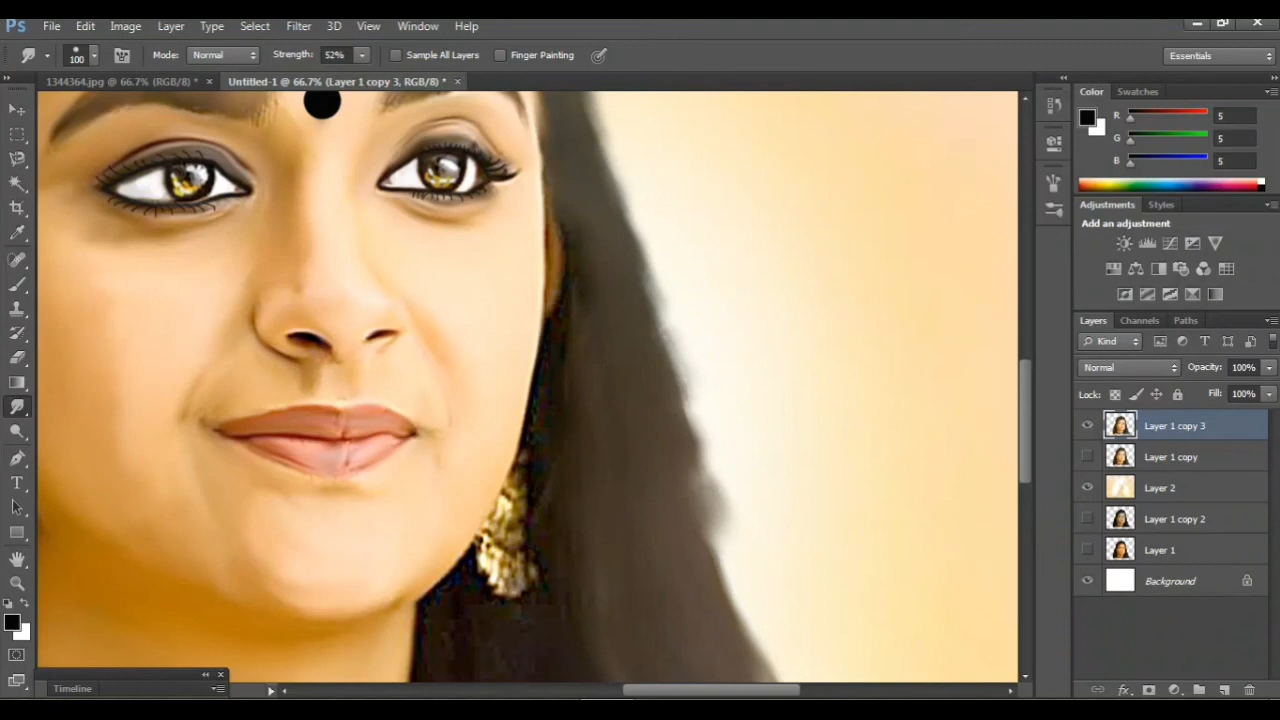 Ps File Edit Image Layer Type Select Filter 3D View Window Help
100 Mode: Normal Strength: 52% Sample All Layers Finger Painting Essentials
1344364.jpg @ 66.7% (RGB/8) * × Untitled-1 @ 66.7% (Layer 1 copy 3, RGB/8) * ×
Color Swatches
R 5
G 5
B 5
Adjustments Styles
Add an adjustment
Layers Channels Paths
Kind
Normal Opacity: 100%
Lock: Fill: 100%
Layer 1 copy 3
Layer 1 copy
Layer 2
Layer 1 copy 2
Layer 1
Background
Timeline